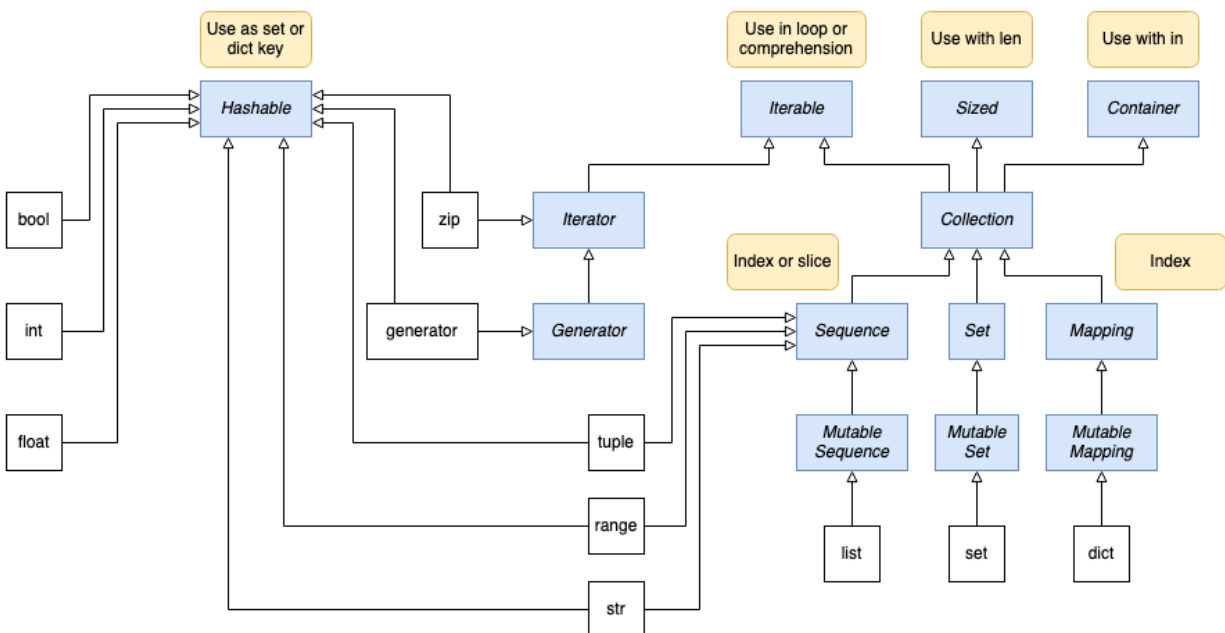 Use as set or
dict key
Use in loop or
comprehension
Use with len
Use with in
Hashable
Iterable
Sized
Container
bool
zip
Iterator
Collection
Index or slice
Index
int
generator
Generator
Sequence
Set
Mapping
float
tuple
Mutable
Sequence
Mutable
Set
Mutable
Mapping
range
list
set
dict
str